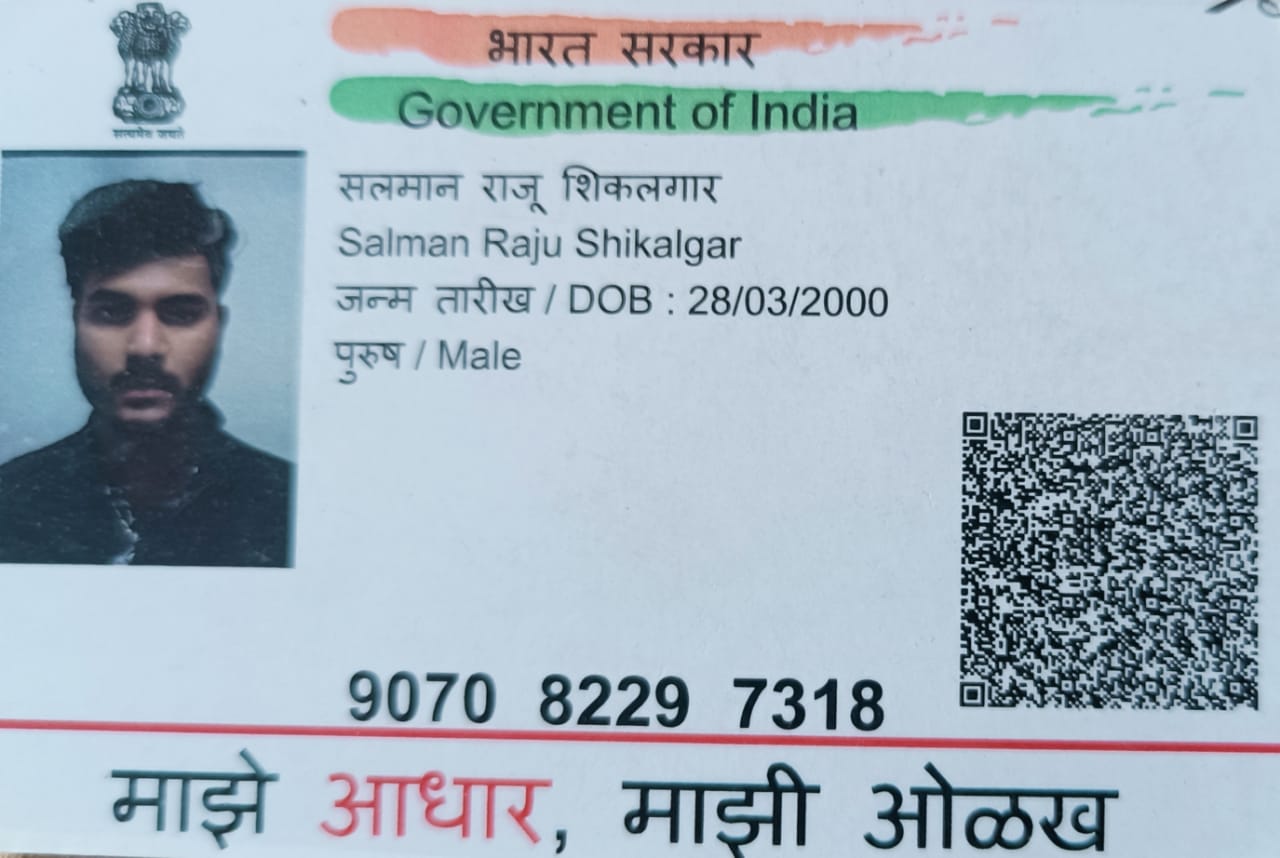 सत्यमेव जयते
भारत सरकार
Government of India
सलमान राजू शिकलगार
Salman Raju Shikalgar
जन्म तारीख / DOB : 28/03/2000
पुरुष / Male
9070 8229 7318
माझे आधार, माझी ओळख